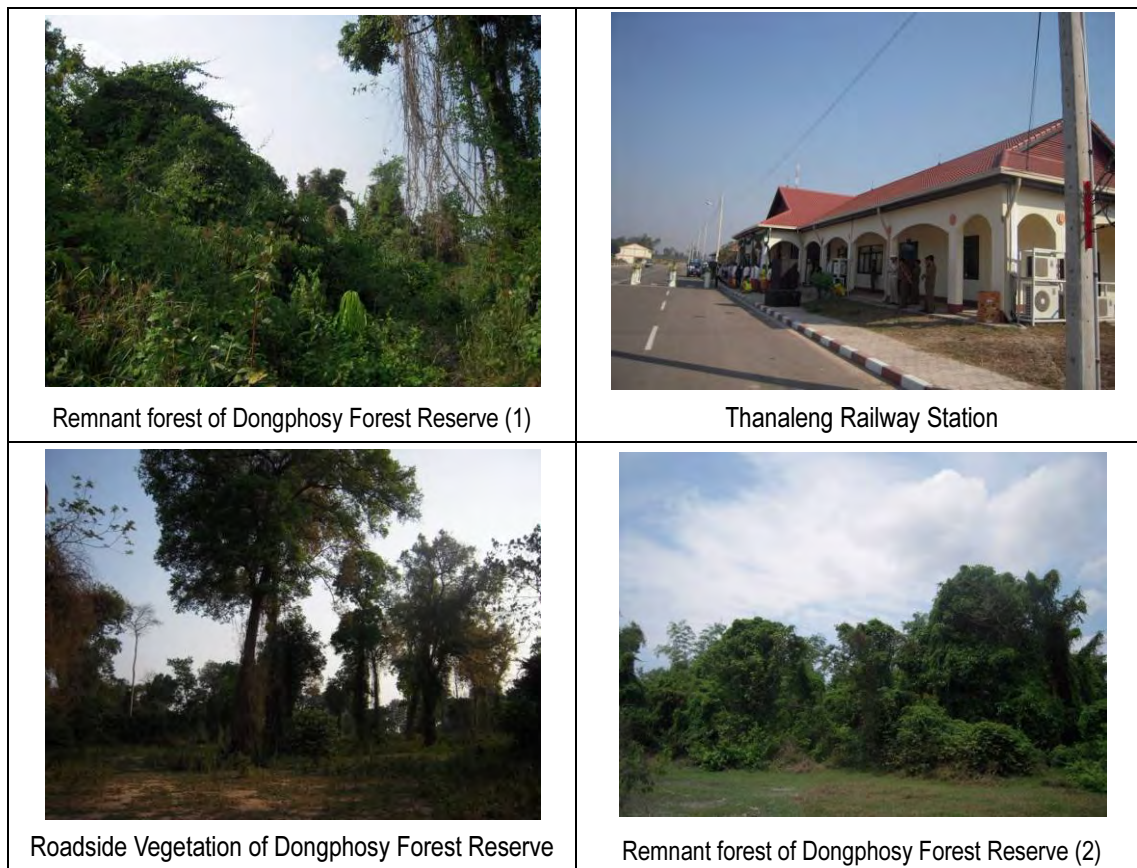 Remnant forest of Dongphosy Forest Reserve (1)
Thanaleng Railway Station
Roadside Vegetation of Dongphosy Forest Reserve
Remnant forest of Dongphosy Forest Reserve (2)